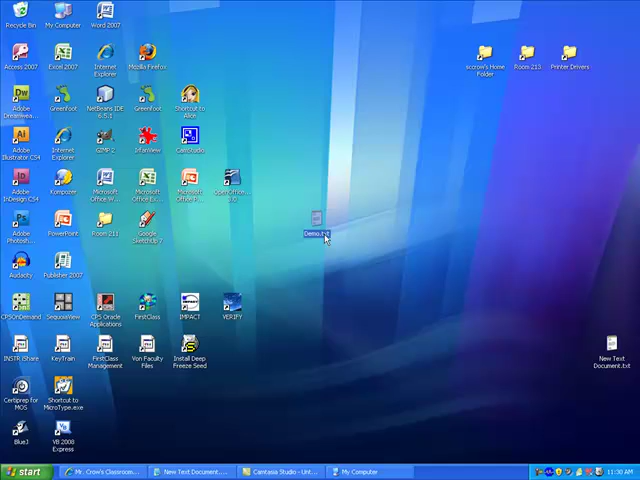 Recycle Bin
My Computer
Word 2007
sccrow's Home
Folder
Room 213
Printer Drivers
Access 2007
Excel 2007
Internet
Explorer
Mozilla Firefox
Adobe
Dreamwea...
Greenfoot
NetBeans IDE
6.5.1
Greenfoot
Shortcut to
Alice
Adobe
Illustrator CS4
Internet
Explorer
GIMP 2
IrfanView
CamStudio
Adobe
InDesign CS4
Kompozer
Microsoft
Office W...
Microsoft
Office Ex...
Microsoft
Office P...
OpenOffice...
3.0
Adobe
Photosh...
PowerPoint
Room 211
Google
SketchUp 7
Demo.txt
Audacity
Publisher 2007
CPSOnDemand
SequoiaView
CPS Oracle
Applications
FirstClass
IMPACT
VERIFY
INSTR iShare
KeyTrain
FirstClass
Management
Von Faculty
Files
Install Deep
Freeze Seed
New Text
Document.txt
Certiprep for
MOS
Shortcut to
MicroType.exe
Blue3
VB 2008
Express
start
Mr. Crow's Classroom...
New Text Document...
Camtasia Studio - Unt...
My Computer
11:30 AM